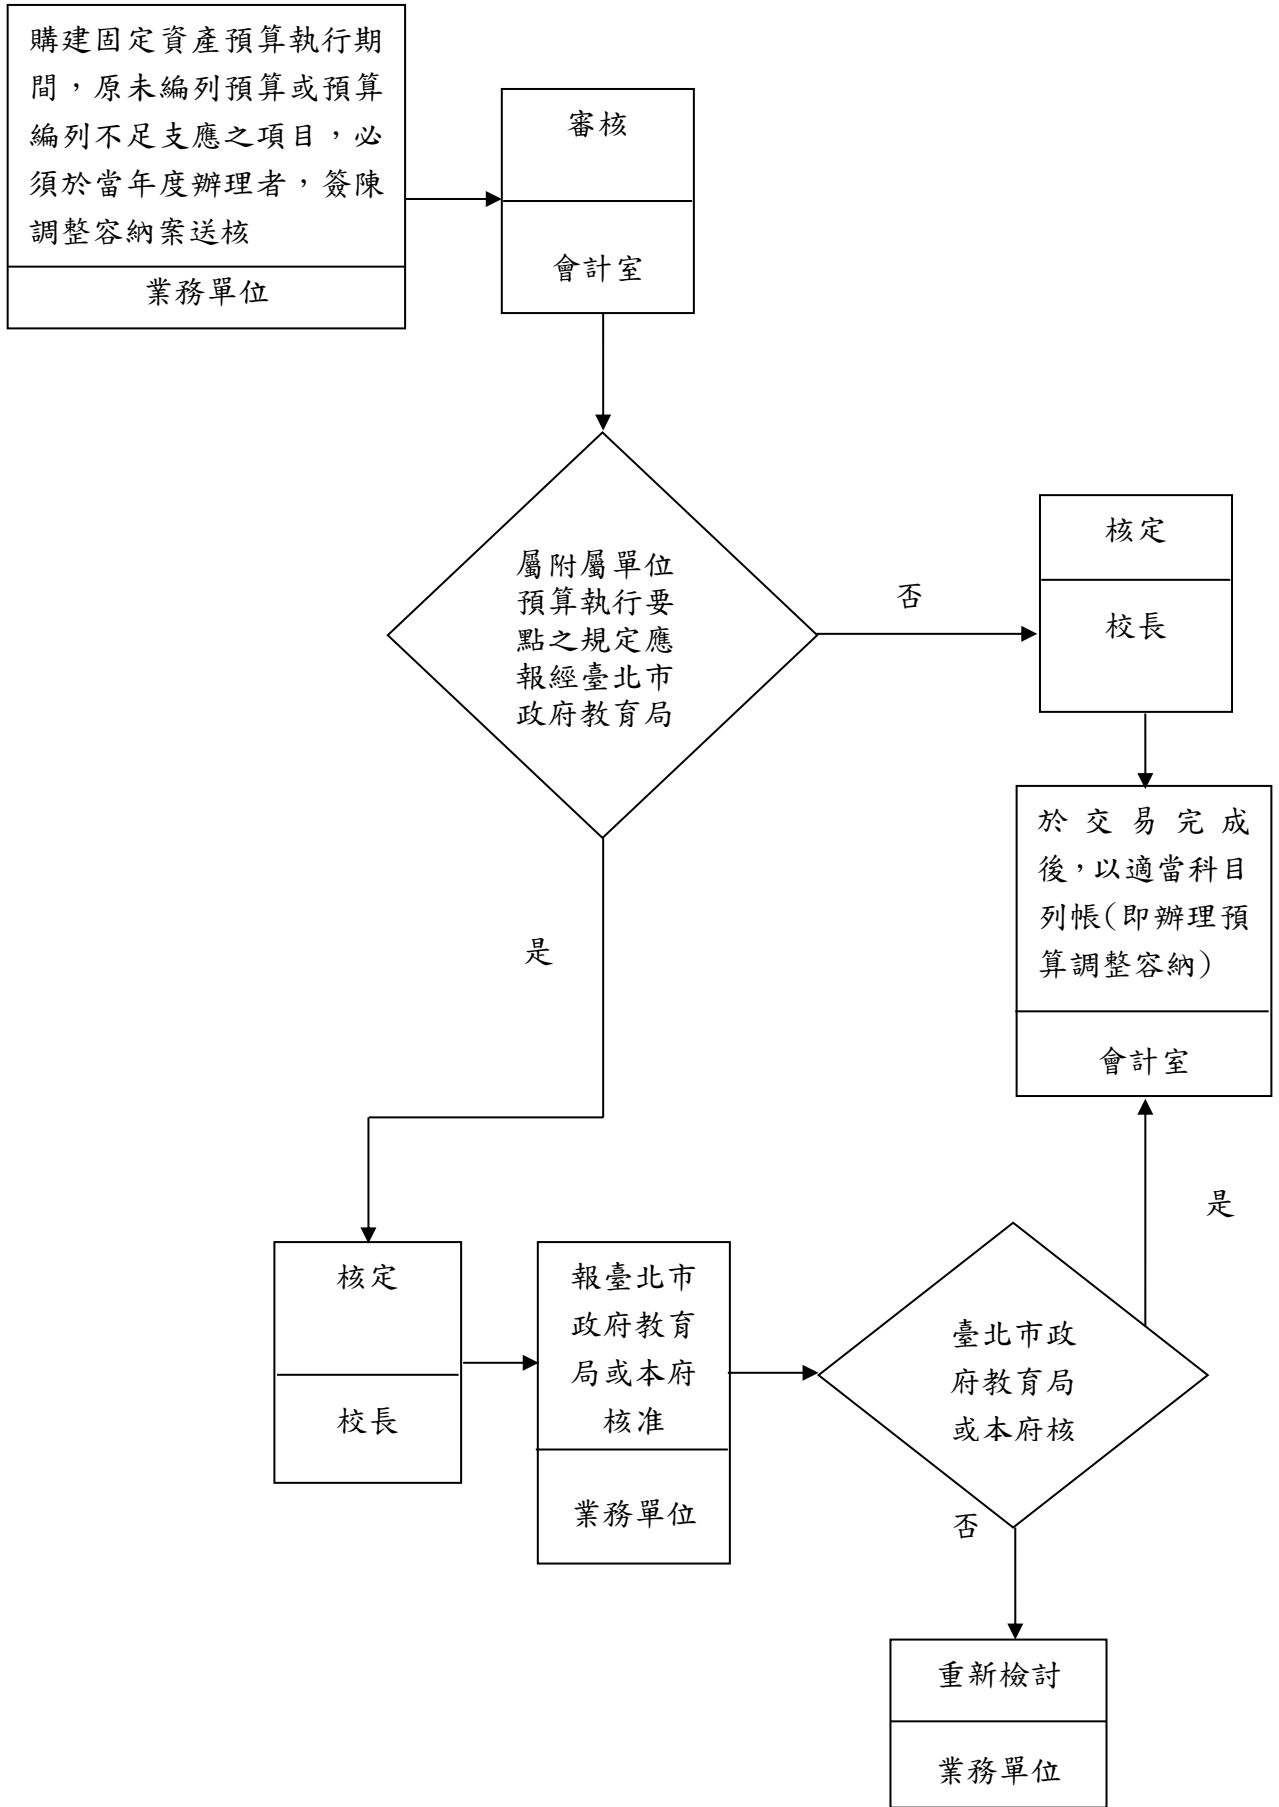 購建固定資產預算執行期
間，原未編列預算或預算
編列不足支應之項目，必
須於當年度辦理者，簽陳
調整容納案送核
業務單位
審核
會計室
屬附屬單位
預算執行要
點之規定應
報經臺北市
政府教育局
否
核定
校長
於交易完成
後，以適當科目
列帳(即辦理預
算調整容納)
會計室
是
是
核定
校長
報臺北市
政府教育
局或本府
核准
業務單位
臺北市政
府教育局
或本府核
否
重新檢討
業務單位